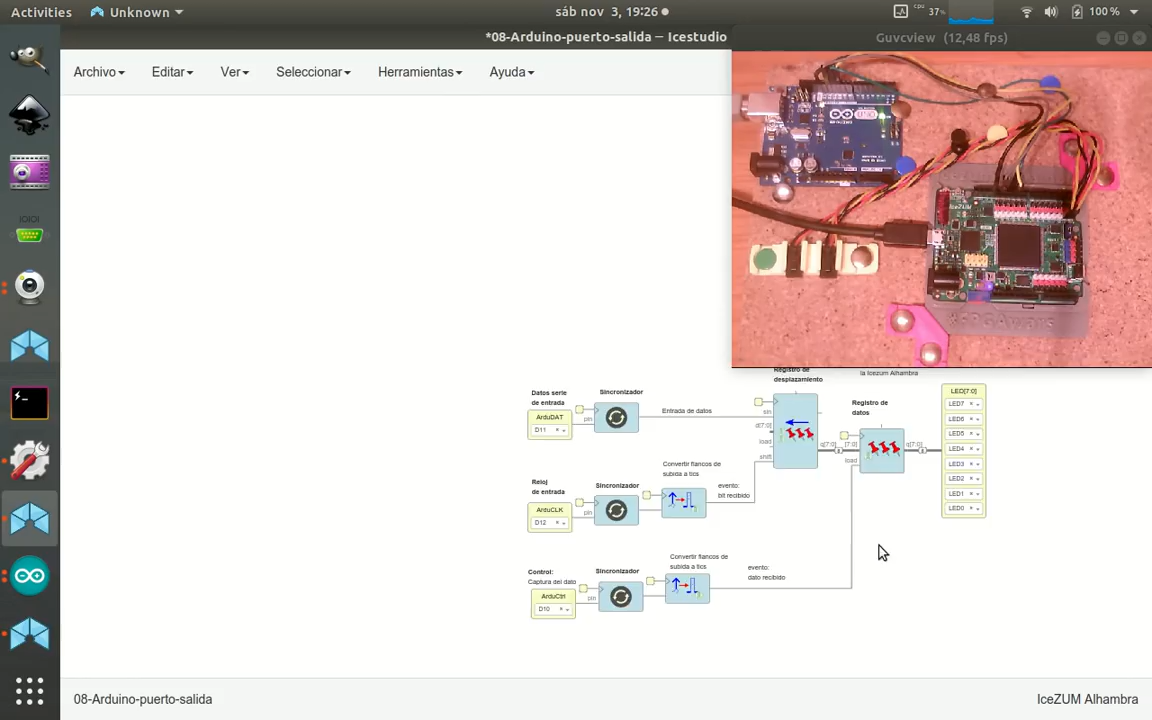 Activities
Unknown
sáb nov 3, 19:26
cpu 37%
100 %
*08-Arduino-puerto-salida – Icestudio
Guvcview (12,48 fps)
Archivo
Editar
Ver
Seleccionar
Herramientas
Ayuda
IOIOI
UNO
FPGAwars
Registro de
desplazamiento
la Icezum Alhambra
Datos serie
de entrada
Sincronizador
ArduDAT
D11
pin
Entrada de datos
sin
d[7:0]
load
shift
q[7:0]
Registro de
datos
[7:0]
load
q[7:0]
LED[7:0]
LED7
LED6
LED5
LED4
LED3
LED2
LED1
LED0
Reloj
de entrada
Sincronizador
ArduCLK
D12
pin
Convertir flancos de
subida a tics
evento:
bit recibido
Control:
Captura del dato
Sincronizador
ArduCtrl
D10
pin
Convertir flancos de
subida a tics
evento:
dato recibido
08-Arduino-puerto-salida
IceZUM Alhambra